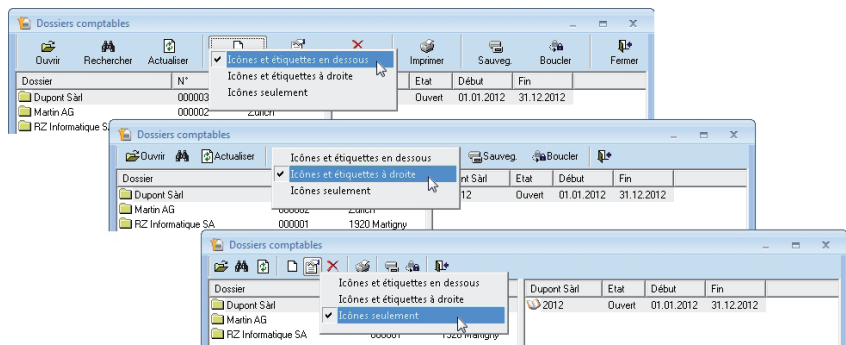 Dossiers comptables
Ouvrir Rechercher Actualiser Imprimer Sauveg. Boucler Fermer
Icônes et étiquettes en dessous
Icônes et étiquettes à droite
Icônes seulement
Dossier N° Etat Début Fin
Dupont Sàrl 000003 Ouvert 01.01.2012 31.12.2012
Martin AG 000002 Zürich
RZ Informatique S
Dossiers comptables
Ouvrir Actualiser Sauveg. Boucler
Icônes et étiquettes en dessous
Icônes et étiquettes à droite
Icônes seulement
Dossier nt Sàrl Etat Début Fin
Dupont Sàrl 12 Ouvert 01.01.2012 31.12.2012
Martin AG 000002 Zürich
RZ Informatique SA 000001 1920 Martigny
Dossiers comptables
Icônes et étiquettes en dessous
Icônes et étiquettes à droite
Icônes seulement
Dossier Dupont Sàrl Etat Début Fin
Dupont Sàrl 2012 Ouvert 01.01.2012 31.12.2012
Martin AG
RZ Informatique SA 000001 1920 Martigny